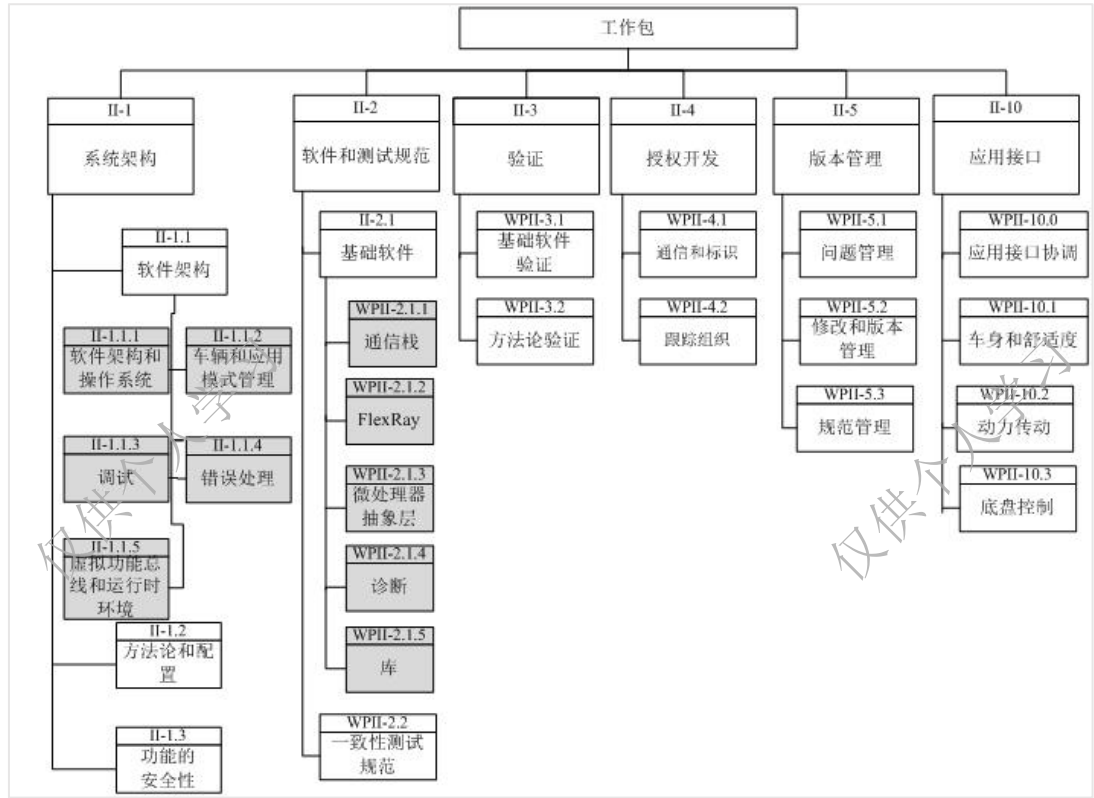 工作包
II-1
系统架构
II-1.1
软件架构
II-1.1.1
软件架构和
操作系统
II-1.1.2
车辆和应用
模式管理
II-1.1.3
调试
II-1.1.4
错误处理
II-1.1.5
虚拟功能总
线和运行时
环境
II-1.2
方法论和配
置
II-1.3
功能的
安全性
II-2
软件和测试规范
II-2.1
基础软件
WPII-2.1.1
通信栈
WPII-2.1.2
FlexRay
WPII-2.1.3
微处理器
抽象层
WPII-2.1.4
诊断
WPII-2.1.5
库
WPII-2.2
一致性测试
规范
II-3
验证
WPII-3.1
基础软件
验证
WPII-3.2
方法论验证
II-4
授权开发
WPII-4.1
通信和标识
WPII-4.2
跟踪组织
II-5
版本管理
WPII-5.1
问题管理
WPII-5.2
修改和版本
管理
WPII-5.3
规范管理
II-10
应用接口
WPII-10.0
应用接口协调
WPII-10.1
车身和舒适度
WPII-10.2
动力传动
WPII-10.3
底盘控制
仅供个人学习
仅供个人学习